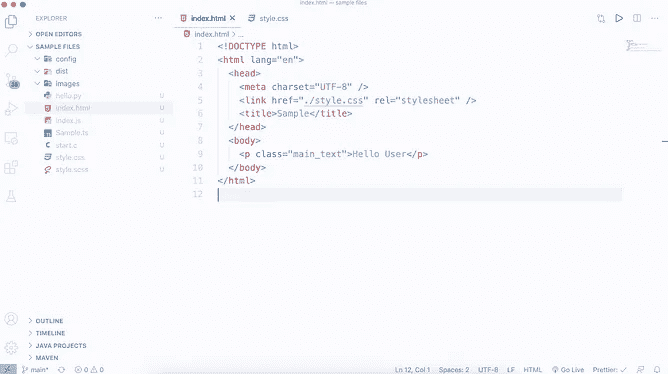 index.html — sample files
EXPLORER
OPEN EDITORS
SAMPLE FILES
config
dist
images
hello.py U
index.html U
index.js U
Sample.ts U
start.c U
style.css U
style.scss U
OUTLINE
TIMELINE
JAVA PROJECTS
MAVEN
index.html
style.css
index.html > ...
1 <!DOCTYPE html>
2 <html lang="en">
3 <head>
4 <meta charset="UTF-8" />
5 <link href="./style.css" rel="stylesheet" />
6 <title>Sample</title>
7 </head>
8 <body>
9 <p class="main_text">Hello User</p>
10 </body>
11 </html>
12
main* 0 0 Ln 12, Col 1 Spaces: 2 UTF-8 LF HTML Go Live Prettier: ✓